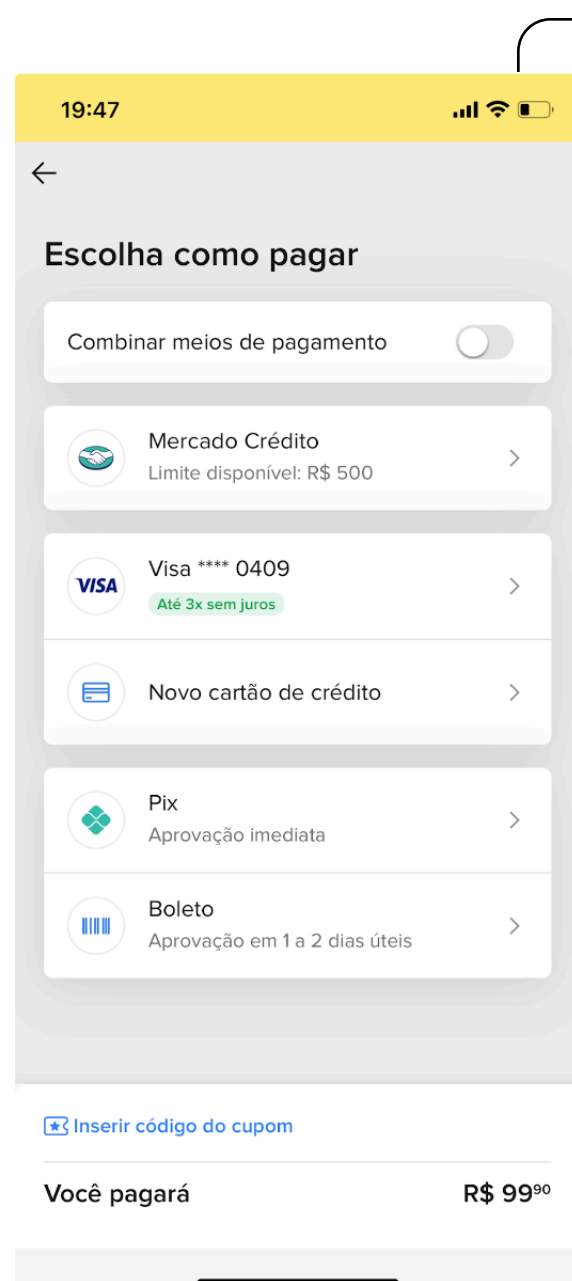 19:47
Escolha como pagar
Combinar meios de pagamento
Mercado Crédito
Limite disponível: R$ 500
VISA
Visa **** 0409
Até 3x sem juros
Novo cartão de crédito
Pix
Aprovação imediata
Boleto
Aprovação em 1 a 2 dias úteis
Inserir código do cupom
Você pagará R$ 99⁹⁰